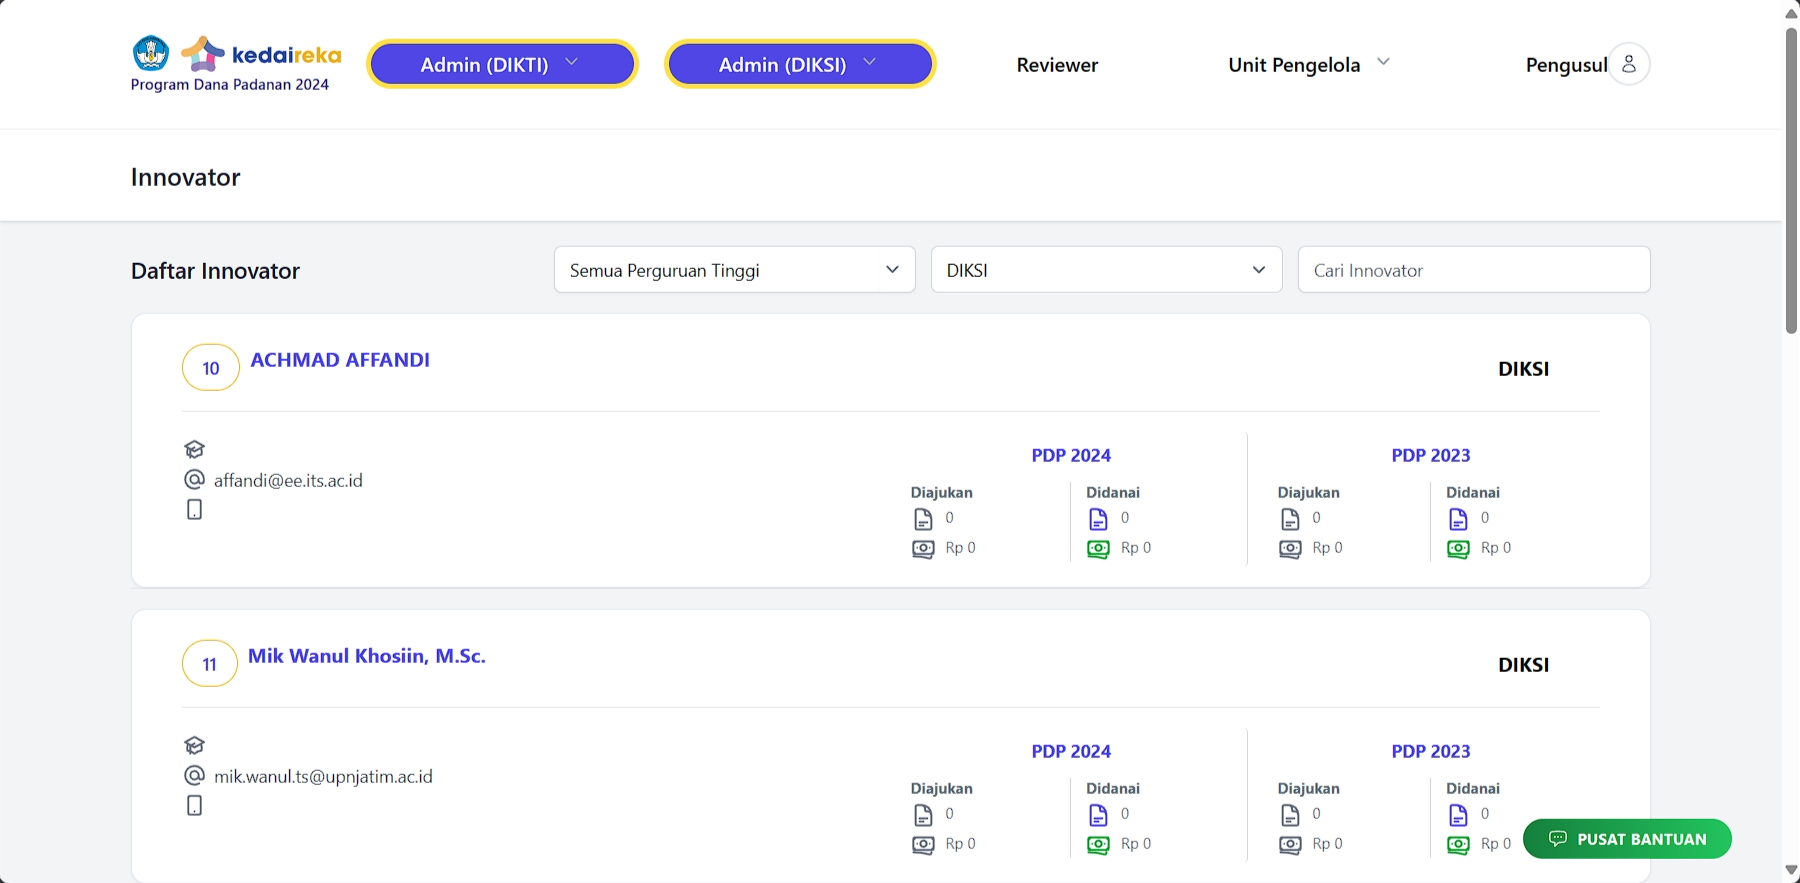 kedaireka
Program Dana Padanan 2024
Admin (DIKTI)
Admin (DIKSI)
Reviewer
Unit Pengelola
Pengusul
Innovator
Daftar Innovator
Semua Perguruan Tinggi
DIKSI
Cari Innovator
10
ACHMAD AFFANDI
DIKSI
affandi@ee.its.ac.id
PDP 2024
Diajukan
0
Rp 0
Didanai
0
Rp 0
PDP 2023
Diajukan
0
Rp 0
Didanai
0
Rp 0
11
Mik Wanul Khosiin, M.Sc.
DIKSI
mik.wanul.ts@upnjatim.ac.id
PDP 2024
Diajukan
0
Rp 0
Didanai
0
Rp 0
PDP 2023
Diajukan
0
Rp 0
Didanai
0
Rp 0
PUSAT BANTUAN